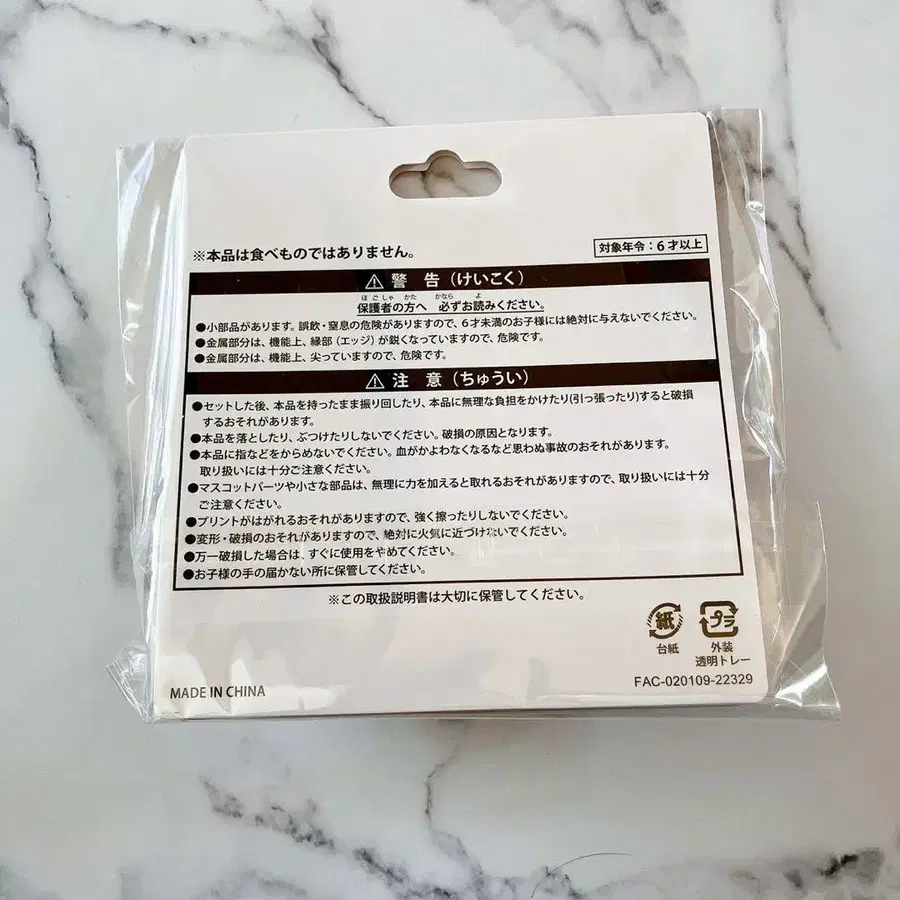 ※本品は食べものではありません。
対象年令:6才以上
⚠警 告(けいこく)
ほごしゃ かた かなら よ
保護者の方へ 必ずお読みください。
●小部品があります。誤飲・窒息の危険がありますので、6才未満のお子様には絶対に与えないでください。
●金属部分は、機能上、縁部(エッジ)が鋭くなっていますので、危険です。
●金属部分は、機能上、尖っていますので、危険です。
⚠注 意(ちゅうい)
●セットした後、本品を持ったまま振り回したり、本品に無理な負担をかけたり(引っ張ったり)すると破損
するおそれがあります。
●本品を落としたり、ぶつけたりしないでください。破損の原因となります。
●本品に指などをからめないでください。血がかよわなくなるなど思わぬ事故のおそれがあります。
取り扱いには十分ご注意ください。
●マスコットパーツや小さな部品は、無理に力を加えると取れるおそれがありますので、取り扱いには十分
ご注意ください。
●プリントがはがれるおそれがありますので、強く擦ったりしないでください。
●変形・破損のおそれがありますので、絶対に火気に近づけないでください。
●万一破損した場合は、すぐに使用をやめてください。
●お子様の手の届かない所に保管してください。
※この取扱説明書は大切に保管してください。
紙
プラ
台紙
外装
透明トレー
FAC-020109-22329
MADE IN CHINA